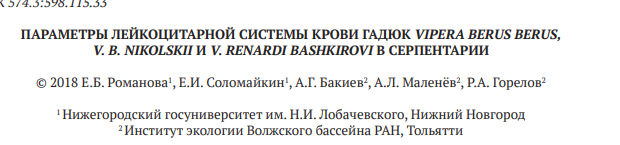 574.3:598.115.33
ПАРАМЕТРЫ ЛЕЙКОЦИТАРНОЙ СИСТЕМЫ КРОВИ ГАДЮК VIPERA BERUS BERUS,
V. B. NIKOLSKII И V. RENARDI BASHKIROVI В СЕРПЕНТАРИИ
© 2018 Е.Б. Романова¹, Е.И. Соломайкин¹, А.Г. Бакиев², А.Л. Маленёв², Р.А. Горелов²
¹ Нижегородский госуниверситет им. Н.И. Лобачевского, Нижний Новгород
² Институт экологии Волжского бассейна РАН, Тольятти